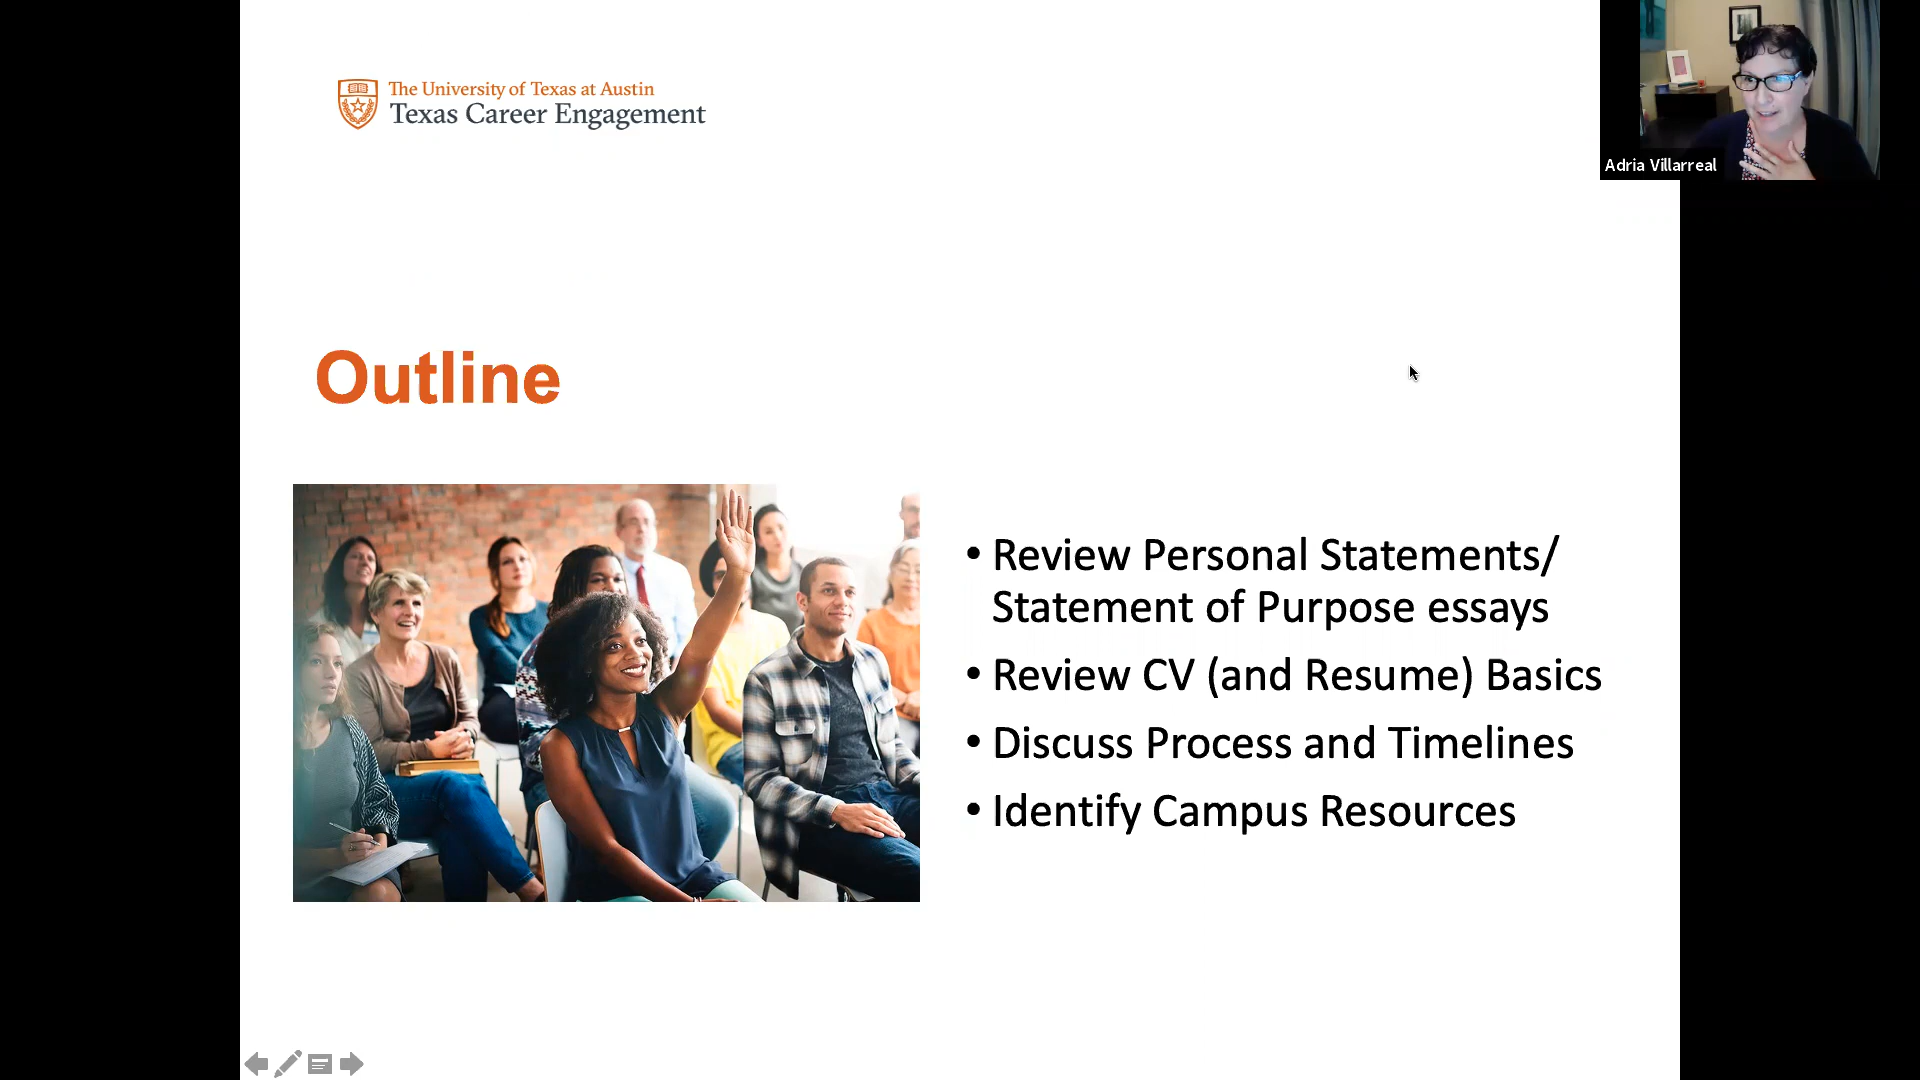 The University of Texas at Austin
Texas Career Engagement
Adria Villarreal
Outline
• Review Personal Statements/
Statement of Purpose essays
• Review CV (and Resume) Basics
• Discuss Process and Timelines
• Identify Campus Resources